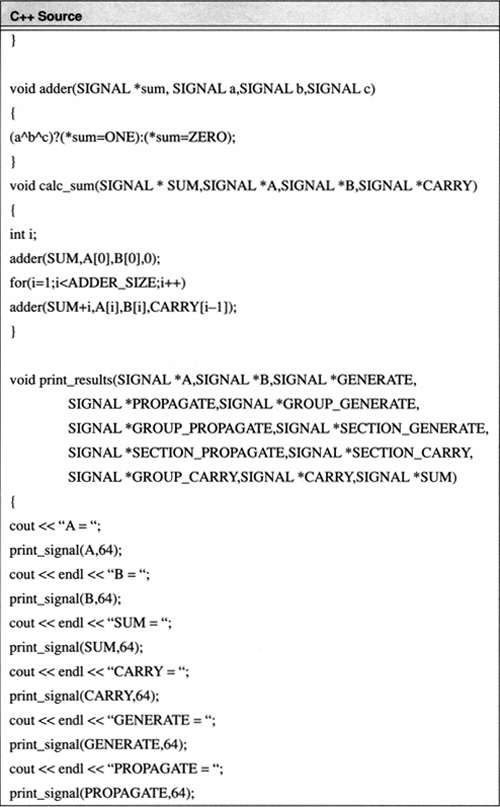 C++ Source
}
void adder(SIGNAL *sum, SIGNAL a,SIGNAL b,SIGNAL c)
{
(a^b^c)?(*sum=ONE):(*sum=ZERO);
}
void calc_sum(SIGNAL * SUM,SIGNAL *A,SIGNAL *B,SIGNAL *CARRY)
{
int i;
adder(SUM,A[0],B[0],0);
for(i=1;i<ADDER_SIZE;i++)
adder(SUM+i,A[i],B[i],CARRY[i–1]);
}
void print_results(SIGNAL *A,SIGNAL *B,SIGNAL *GENERATE,
SIGNAL *PROPAGATE,SIGNAL *GROUP_GENERATE,
SIGNAL *GROUP_PROPAGATE,SIGNAL *SECTION_GENERATE,
SIGNAL *SECTION_PROPAGATE,SIGNAL *SECTION_CARRY,
SIGNAL *GROUP_CARRY,SIGNAL *CARRY,SIGNAL *SUM)
{
cout << “A = “;
print_signal(A,64);
cout << endl << “B = “;
print_signal(B,64);
cout << endl << “SUM = “;
print_signal(SUM,64);
cout << endl << “CARRY = “;
print_signal(CARRY,64);
cout << endl << “GENERATE = “;
print_signal(GENERATE,64);
cout << endl << “PROPAGATE = “;
print_signal(PROPAGATE,64);